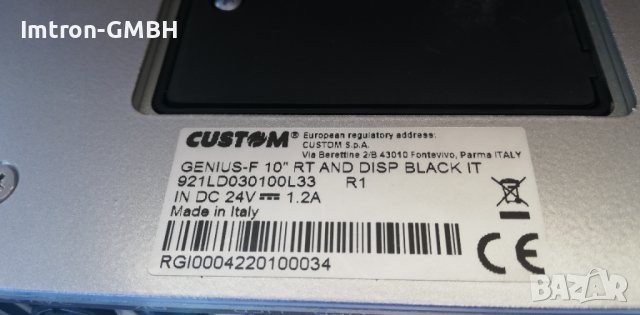 Imtron-GMBH
CUSTOM® European regulatory address:
CUSTOM S.p.A.
Via Berettine 2/B 43010 Fontevivo, Parma ITALY
GENIUS-F 10" RT AND DISP BLACK IT
921LD030100L33 R1
IN DC 24V 1.2A
Made in Italy
CE
RGI0004220100034
BAZAR